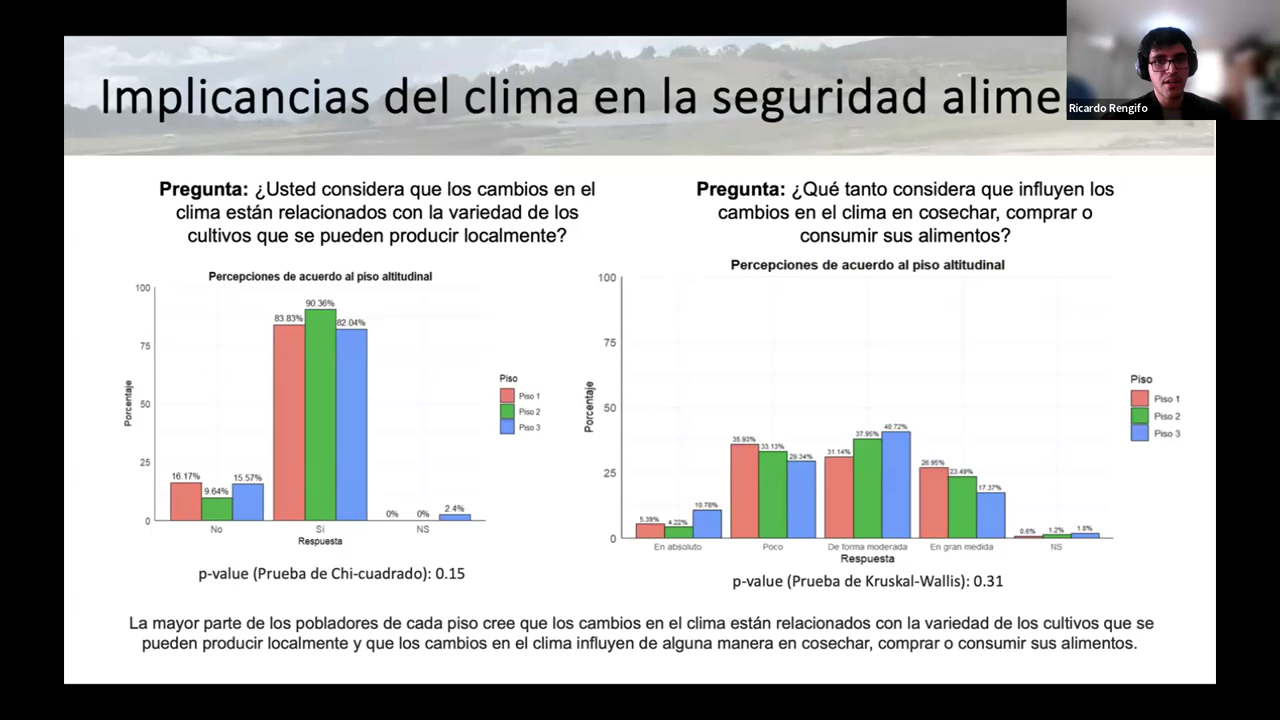 Implicancias del clima en la seguridad alime
Ricardo Rengifo
Pregunta: ¿Usted considera que los cambios en el
clima están relacionados con la variedad de los
cultivos que se pueden producir localmente?
Percepciones de acuerdo al piso altitudinal
100
75
50
25
0
Porcentaje
16.17%
9.64%
15.57%
83.83%
90.36%
82.04%
0%
0%
2.4%
No
Sí
NS
Respuesta
Piso
Piso 1
Piso 2
Piso 3
p-value (Prueba de Chi-cuadrado): 0.15
Pregunta: ¿Qué tanto considera que influyen los
cambios en el clima en cosechar, comprar o
consumir sus alimentos?
Percepciones de acuerdo al piso altitudinal
100
75
50
25
0
Porcentaje
5.39%
4.22%
10.78%
35.93%
33.13%
29.34%
31.14%
37.95%
40.72%
26.95%
23.49%
17.37%
0.6%
1.2%
1.8%
En absoluto
Poco
De forma moderada
En gran medida
NS
Respuesta
Piso
Piso 1
Piso 2
Piso 3
p-value (Prueba de Kruskal-Wallis): 0.31
La mayor parte de los pobladores de cada piso cree que los cambios en el clima están relacionados con la variedad de los cultivos que se
pueden producir localmente y que los cambios en el clima influyen de alguna manera en cosechar, comprar o consumir sus alimentos.